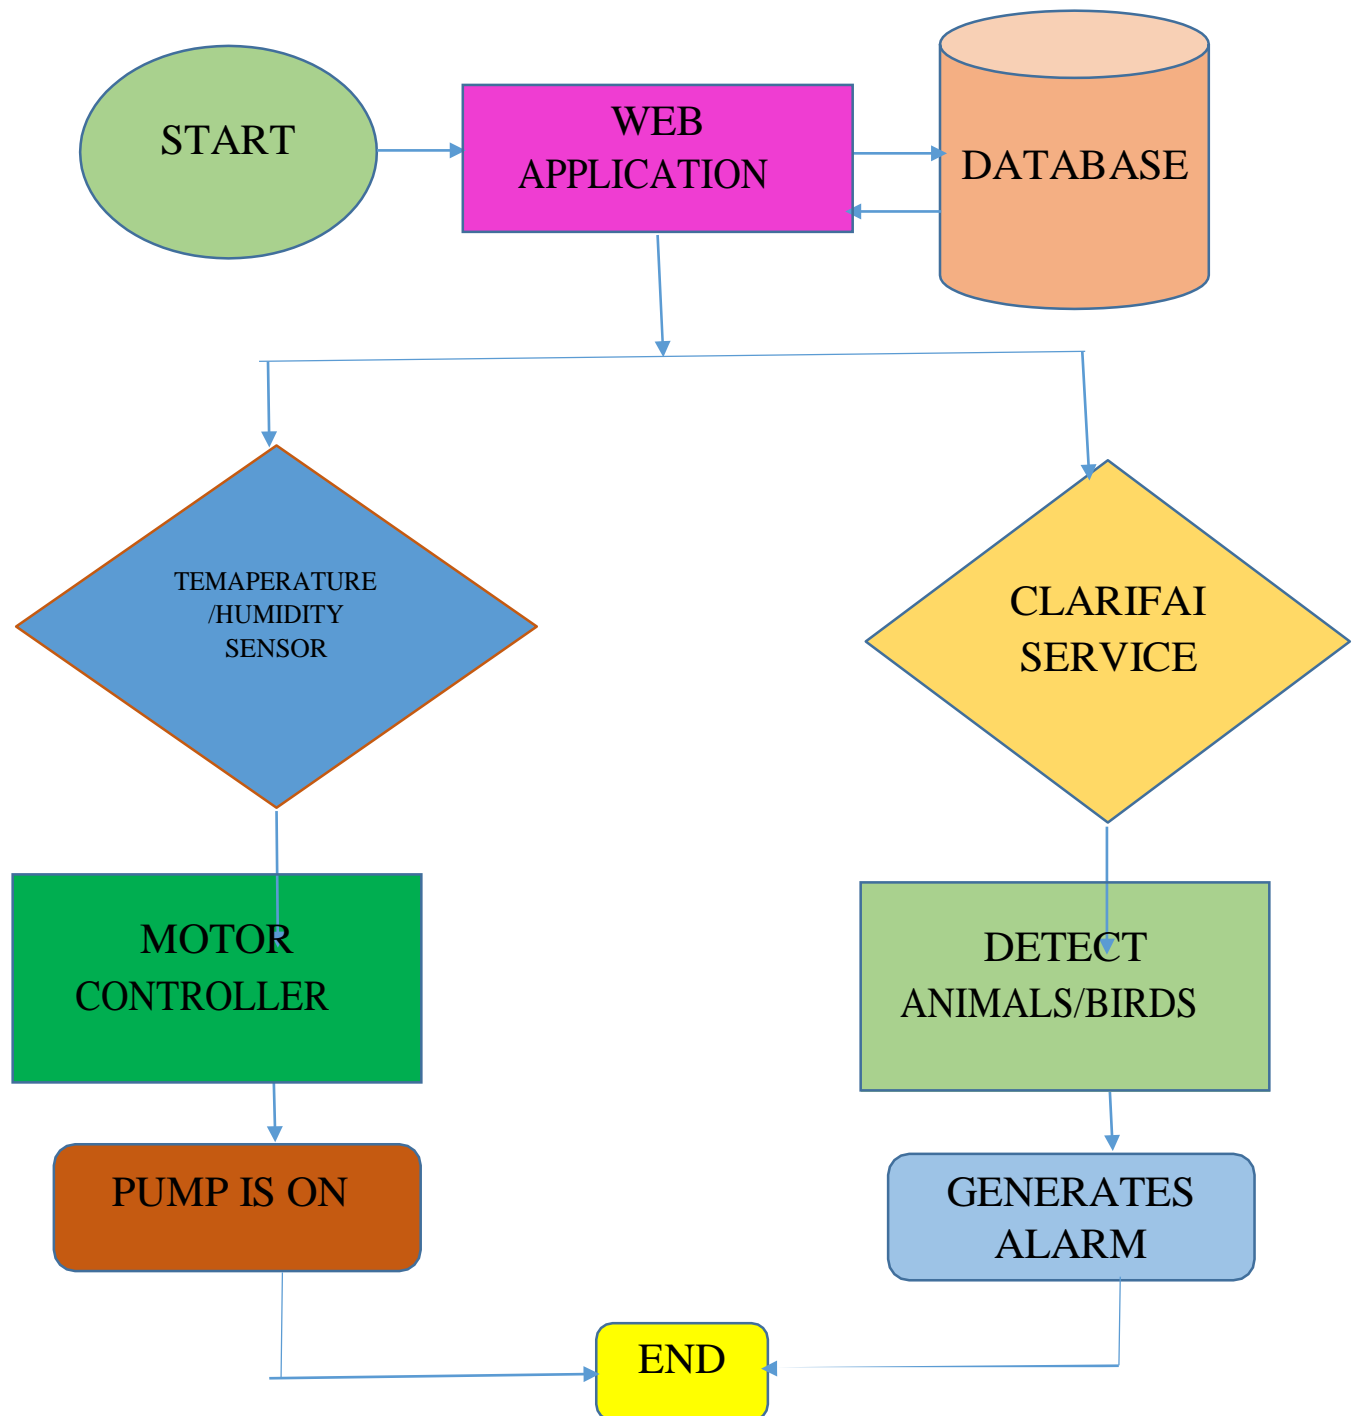 START
WEB
APPLICATION
DATABASE
TEMAPERATURE
/HUMIDITY
SENSOR
CLARIFAI
SERVICE
MOTOR
CONTROLLER
DETECT
ANIMALS/BIRDS
PUMP IS ON
GENERATES
ALARM
END